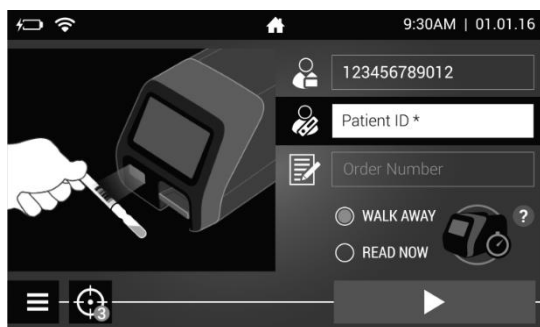 9:30AM | 01.01.16
123456789012
Patient ID *
Order Number
WALK AWAY
?
READ NOW
3